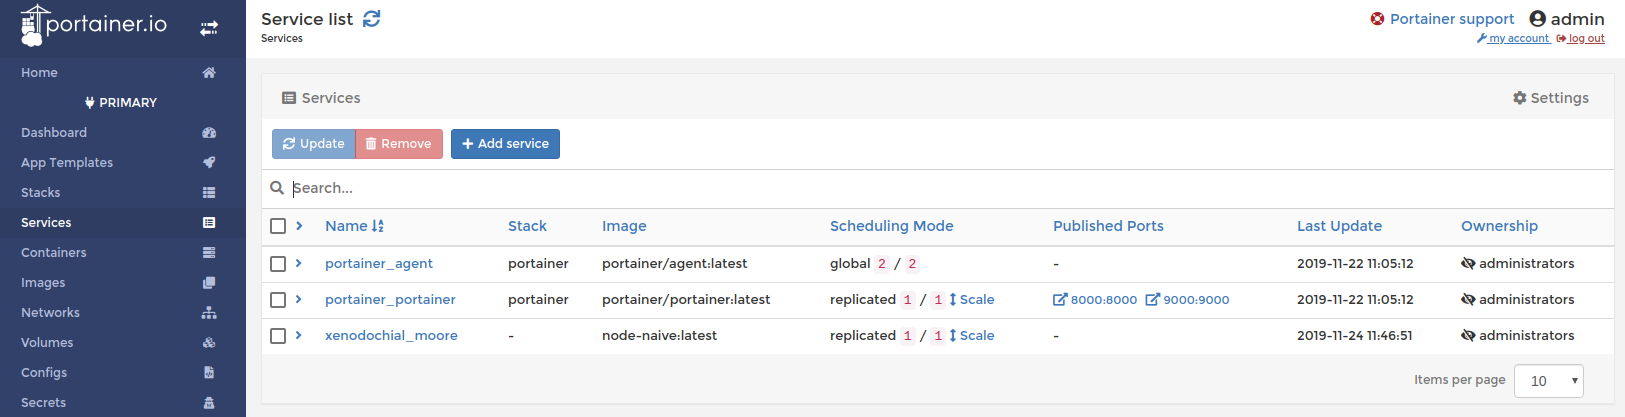 portainer.io
Home
PRIMARY
Dashboard
App Templates
Stacks
Services
Containers
Images
Networks
Volumes
Configs
Secrets
Service list
Services
Portainer support admin
my account log out
Services
Settings
Update Remove Add service
Search...
Name Stack Image Scheduling Mode Published Ports Last Update Ownership
portainer_agent portainer portainer/agent:latest global 2 / 2 - 2019-11-22 11:05:12 administrators
portainer_portainer portainer portainer/portainer:latest replicated 1 / 1 Scale 8000:8000 9000:9000 2019-11-22 11:05:12 administrators
xenodochial_moore - node-naive:latest replicated 1 / 1 Scale - 2019-11-24 11:46:51 administrators
Items per page 10